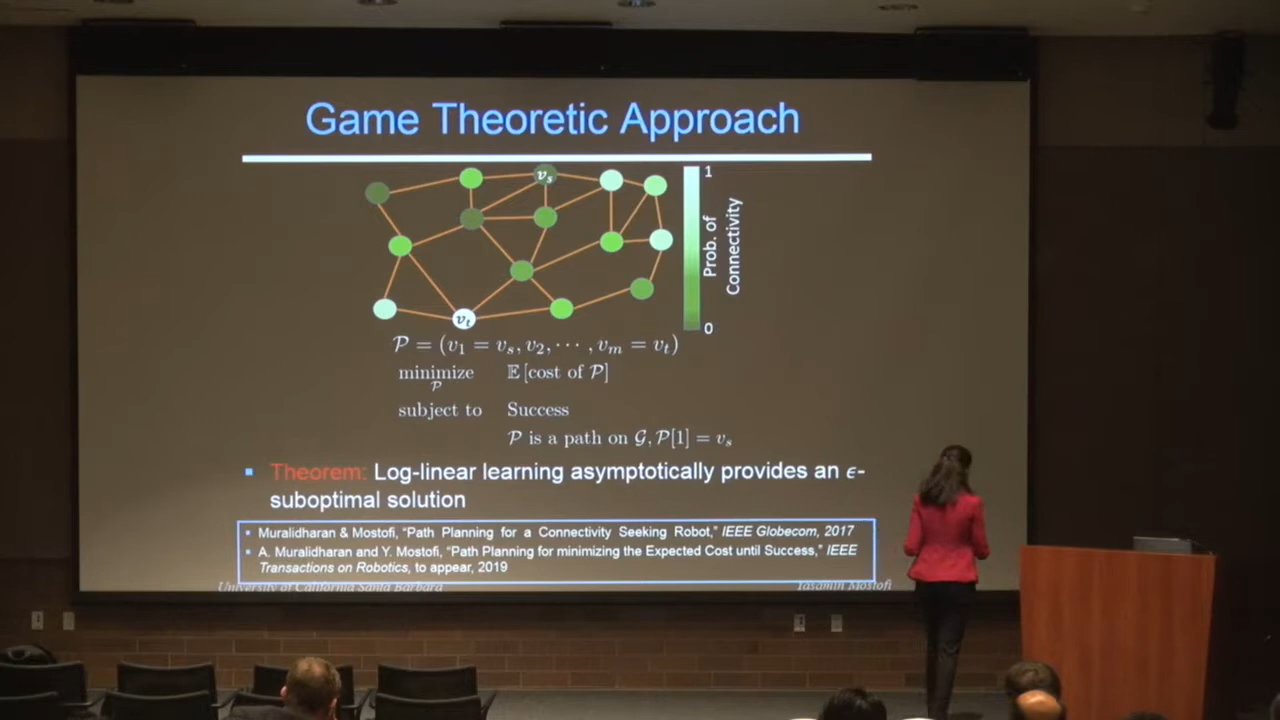 Game Theoretic Approach
v_s
1
Prob. of
Connectivity
0
v_t
𝒫 = (v₁ = v_s, v₂, ⋯ , v_m = v_t)
minimize 𝔼 [cost of 𝒫]
𝒫
subject to Success
𝒫 is a path on 𝒢, 𝒫[1] = v_s
▪ Theorem: Log-linear learning asymptotically provides an ϵ-
suboptimal solution
▪ Muralidharan & Mostofi, “Path Planning for a Connectivity Seeking Robot,” IEEE Globecom, 2017
▪ A. Muralidharan and Y. Mostofi, “Path Planning for minimizing the Expected Cost until Success,” IEEE
Transactions on Robotics, to appear, 2019
University of California Santa Barbara Yasamin Mostofi